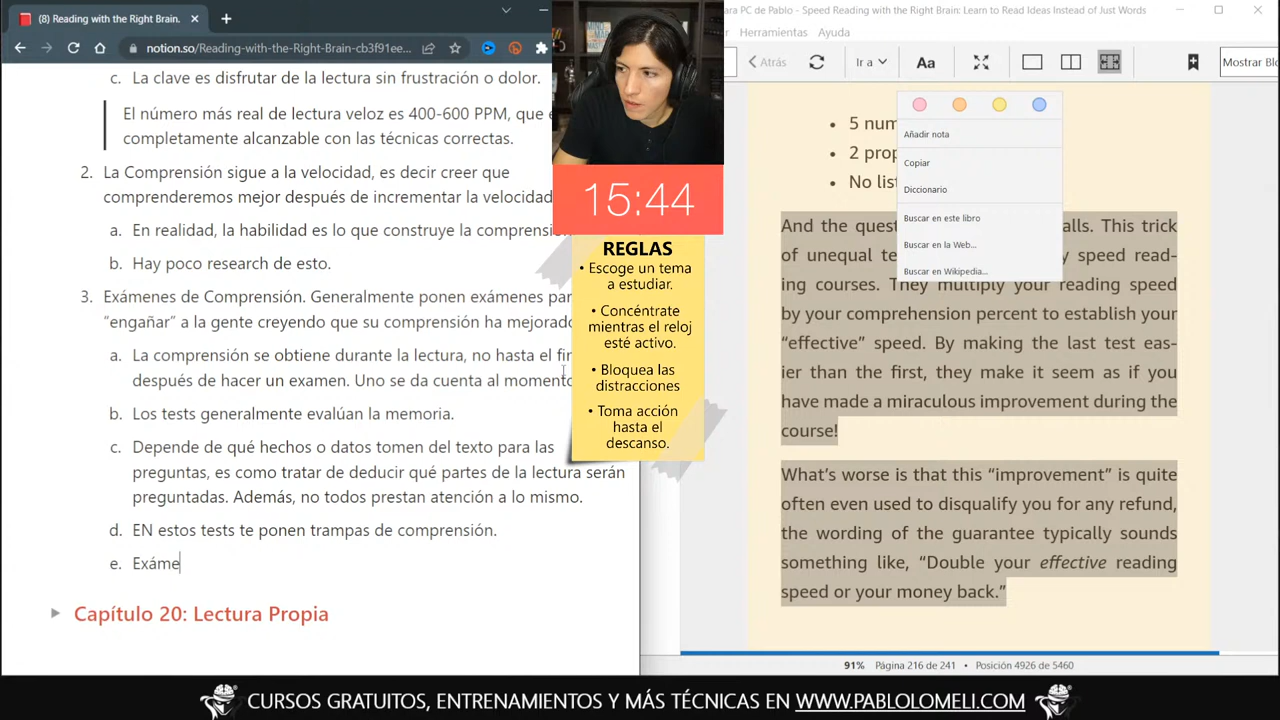 (8) Reading with the Right Brain.
notion.so/Reading-with-the-Right-Brain-cb3f91ee...
c. La clave es disfrutar de la lectura sin frustración o dolor.
El número más real de lectura veloz es 400-600 PPM, que e
completamente alcanzable con las técnicas correctas.
2. La Comprensión sigue a la velocidad, es decir creer que
comprenderemos mejor después de incrementar la velocidad
a. En realidad, la habilidad es lo que construye la comprensi
b. Hay poco research de esto.
3. Exámenes de Comprensión. Generalmente ponen exámenes par
"engañar" a la gente creyendo que su comprensión ha mejorado
a. La comprensión se obtiene durante la lectura, no hasta el fin
después de hacer un examen. Uno se da cuenta al momento
b. Los tests generalmente evalúan la memoria.
c. Depende de qué hechos o datos tomen del texto para las
preguntas, es como tratar de deducir qué partes de la lectura serán
preguntadas. Además, no todos prestan atención a lo mismo.
d. EN estos tests te ponen trampas de comprensión.
e. Exáme
Capítulo 20: Lectura Propia
15:44
REGLAS
• Escoge un tema
a estudiar.
• Concéntrate
mientras el reloj
esté activo.
• Bloquea las
distracciones
• Toma acción
hasta el
descanso.
ara PC de Pablo - Speed Reading with the Right Brain: Learn to Read Ideas Instead of Just Words
Herramientas Ayuda
Atrás Ir a Aa Mostrar Blo
• 5 num
• 2 prop
• No list
Añadir nota
Copiar
Diccionario
Buscar en este libro
Buscar en la Web...
Buscar en Wikipedia...
And the quest alls. This trick
of unequal te y speed read-
ing courses. They multiply your reading speed
by your comprehension percent to establish your
"effective" speed. By making the last test eas-
ier than the first, they make it seem as if you
have made a miraculous improvement during the
course!
What's worse is that this "improvement" is quite
often even used to disqualify you for any refund,
the wording of the guarantee typically sounds
something like, "Double your effective reading
speed or your money back."
91% Página 216 de 241 • Posición 4926 de 5460
CURSOS GRATUITOS, ENTRENAMIENTOS Y MÁS TÉCNICAS EN WWW.PABLOLOMELI.COM